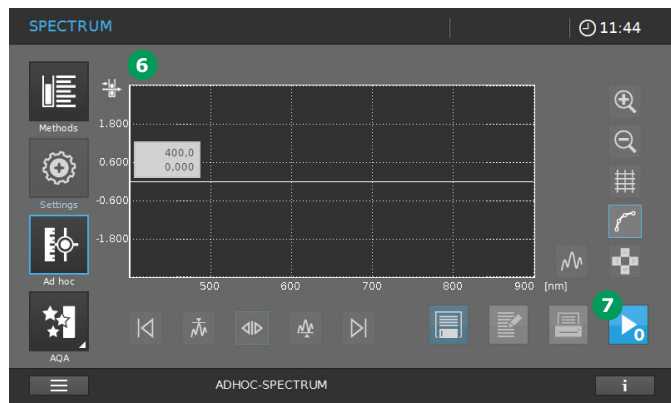 SPECTRUM
11:44
6
Methods
1.800
400.0
0.000
0.600
Settings
-0.600
-1.800
Ad hoc
500 600 700 800 900 [nm]
7
0
AQA
ADHOC-SPECTRUM
i